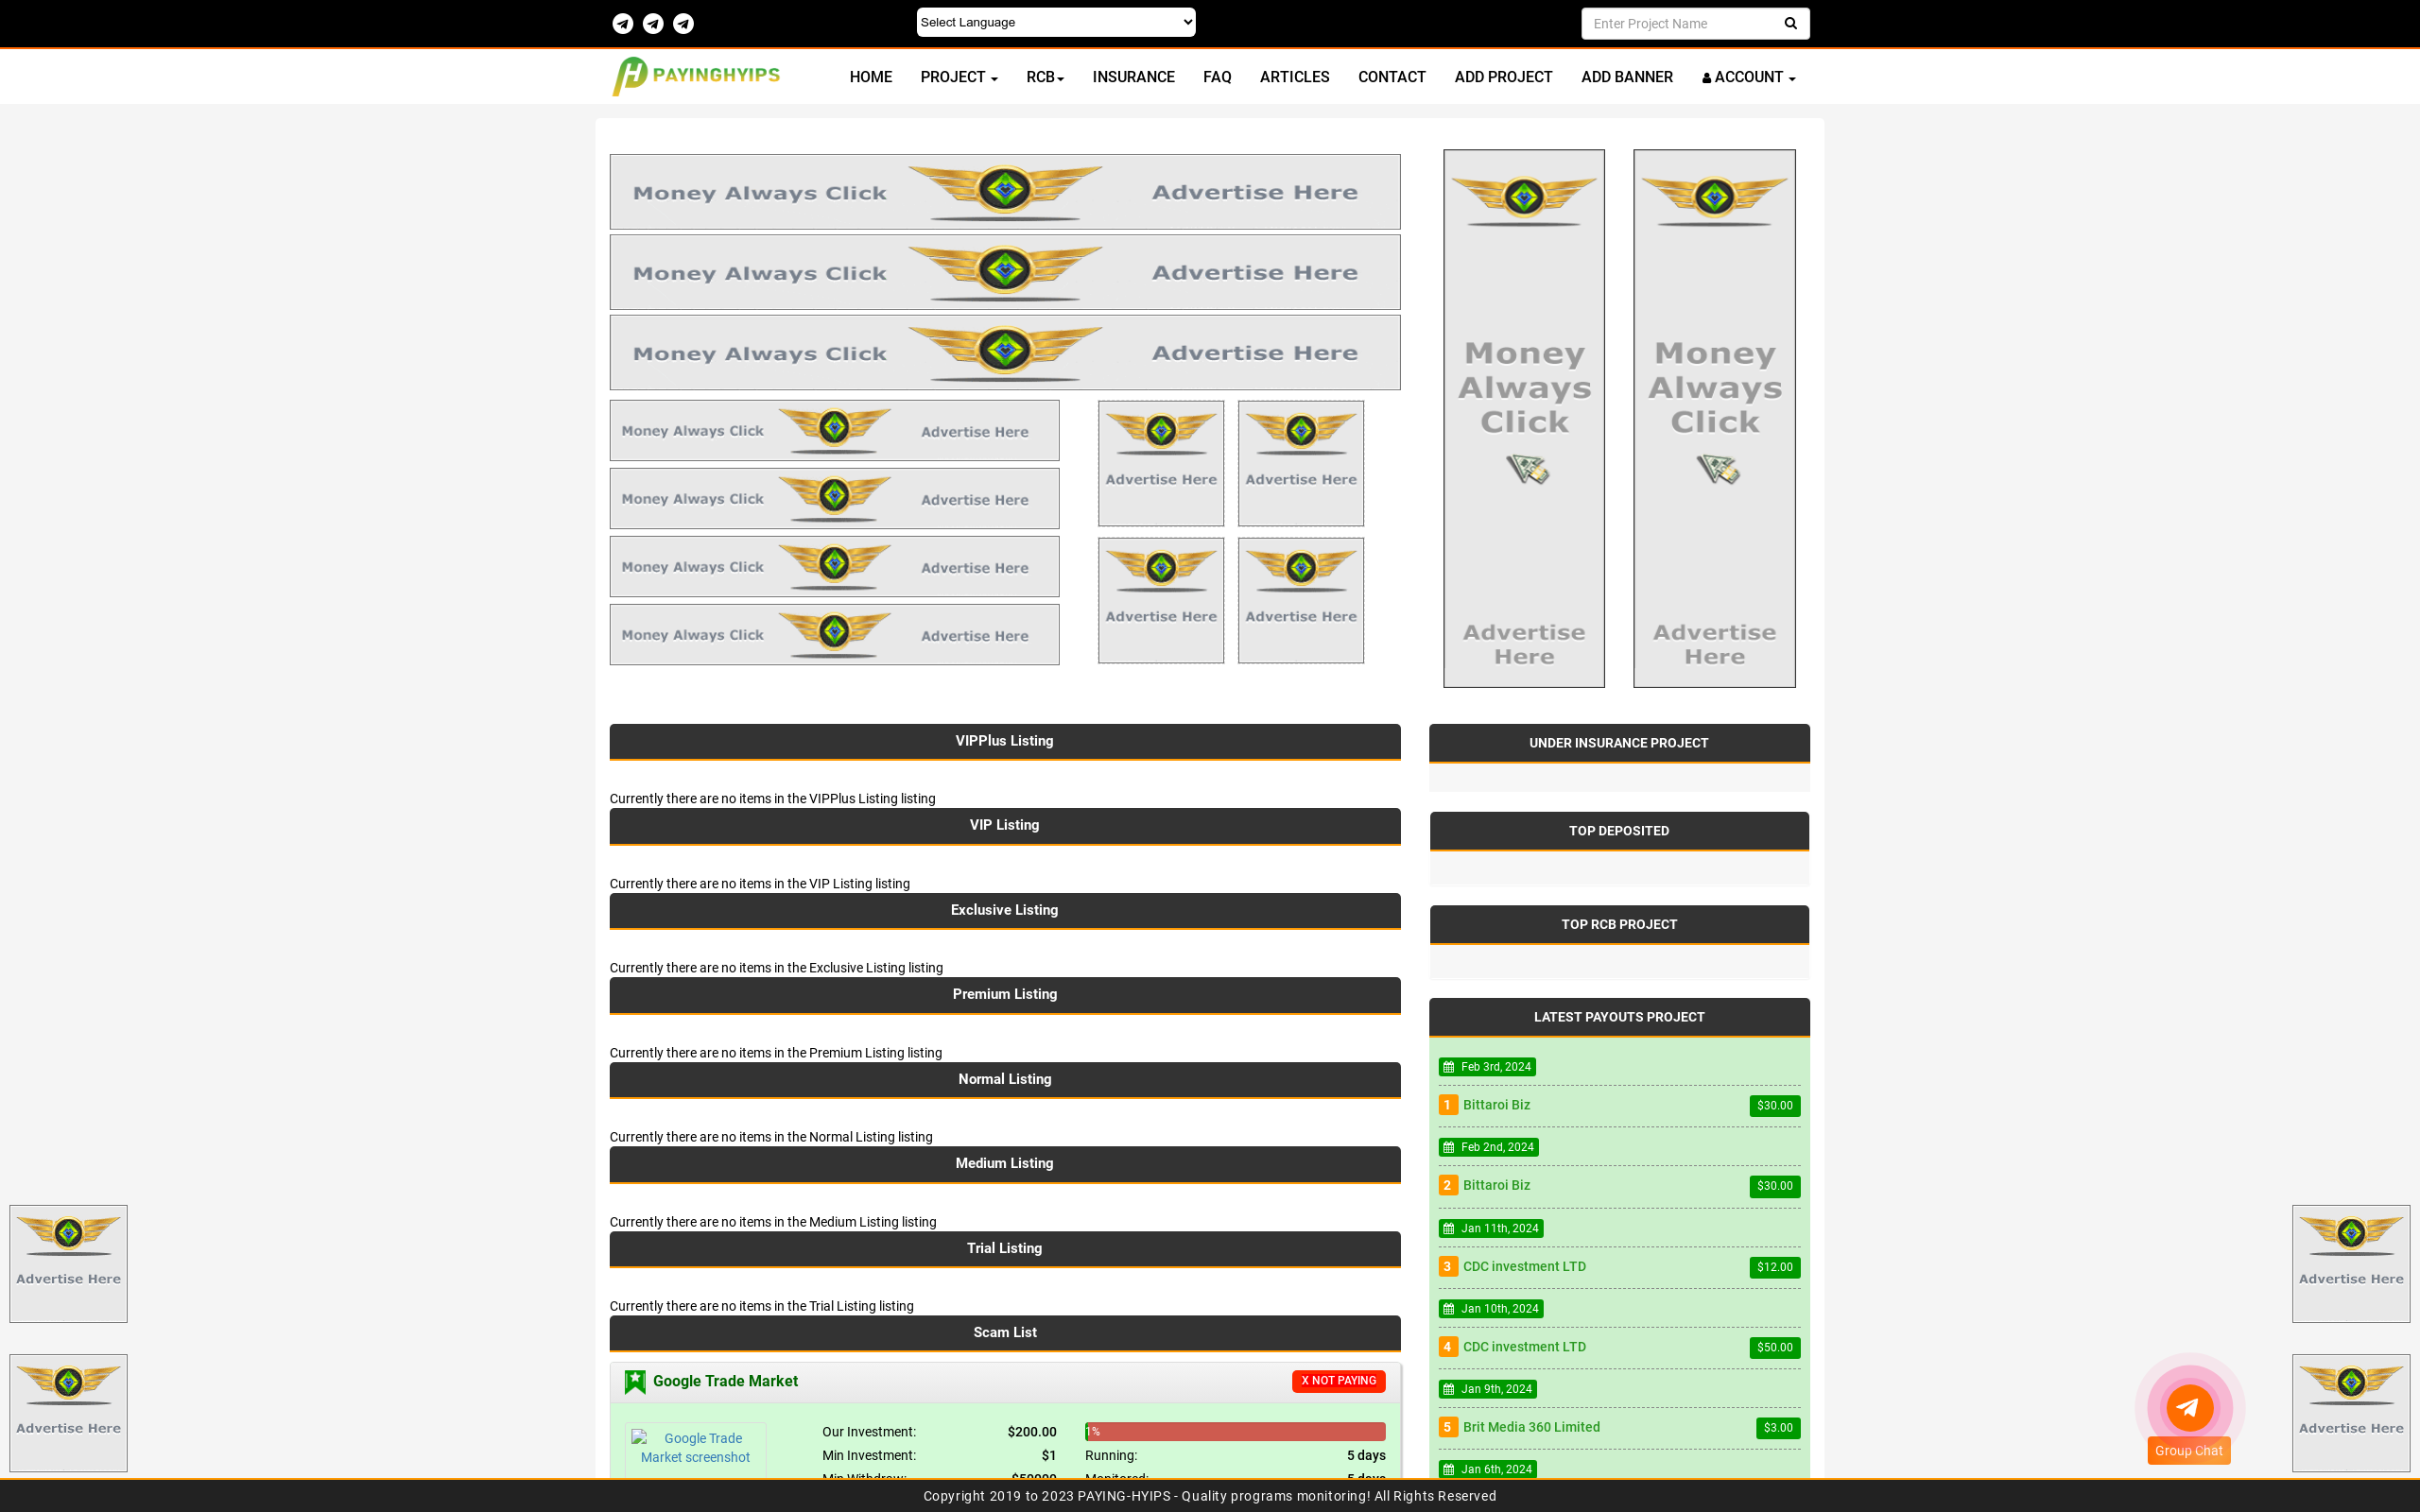 Select Language
Enter Project Name
PAYINGHYIPS
HOME PROJECT RCB INSURANCE FAQ ARTICLES CONTACT ADD PROJECT ADD BANNER ACCOUNT
Money Always Click Advertise Here
Money Always Click Advertise Here
Money Always Click Advertise Here
Money Always Click Advertise Here
Money Always Click Advertise Here
Money Always Click Advertise Here
Money Always Click Advertise Here
Advertise Here Advertise Here
Advertise Here Advertise Here
Money
Always
Click
Advertise
Here
Money
Always
Click
Advertise
Here
VIPPlus Listing
Currently there are no items in the VIPPlus Listing listing
VIP Listing
Currently there are no items in the VIP Listing listing
Exclusive Listing
Currently there are no items in the Exclusive Listing listing
Premium Listing
Currently there are no items in the Premium Listing listing
Normal Listing
Currently there are no items in the Normal Listing listing
Medium Listing
Currently there are no items in the Medium Listing listing
Trial Listing
Currently there are no items in the Trial Listing listing
Scam List
Google Trade Market X NOT PAYING
Google Trade
Market screenshot
Our Investment: $200.00
Min Investment: $1
Min Withdraw: $50000
1%
Running: 5 days
Monitored: 5 days
UNDER INSURANCE PROJECT
TOP DEPOSITED
TOP RCB PROJECT
LATEST PAYOUTS PROJECT
Feb 3rd, 2024
1 Bittaroi Biz $30.00
Feb 2nd, 2024
2 Bittaroi Biz $30.00
Jan 11th, 2024
3 CDC investment LTD $12.00
Jan 10th, 2024
4 CDC investment LTD $50.00
Jan 9th, 2024
5 Brit Media 360 Limited $3.00
Jan 6th, 2024
Advertise Here
Advertise Here
Advertise Here
Advertise Here
Group Chat
Copyright 2019 to 2023 PAYING-HYIPS - Quality programs monitoring! All Rights Reserved